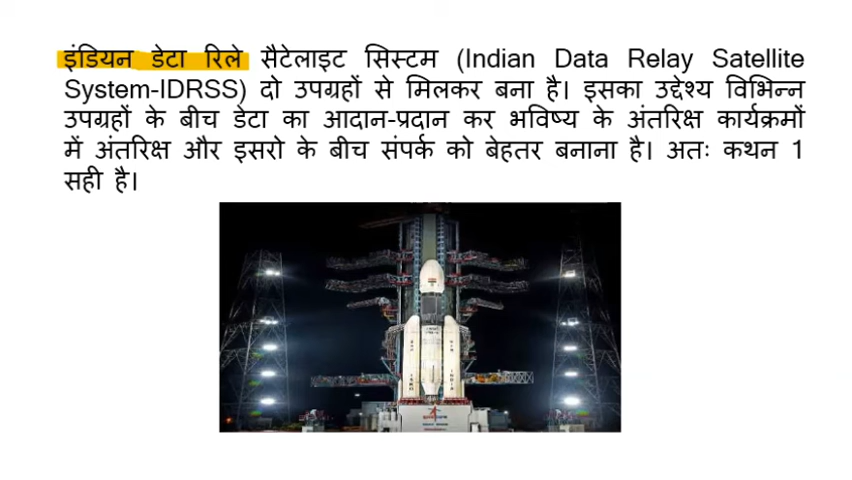 इंडियन डेटा रिले सैटेलाइट सिस्टम (Indian Data Relay Satellite
System-IDRSS) दो उपग्रहों से मिलकर बना है। इसका उद्देश्य विभिन्न
उपग्रहों के बीच डेटा का आदान-प्रदान कर भविष्य के अंतरिक्ष कार्यक्रमों
में अंतरिक्ष और इसरो के बीच संपर्क को बेहतर बनाना है। अतः कथन 1
सही है।